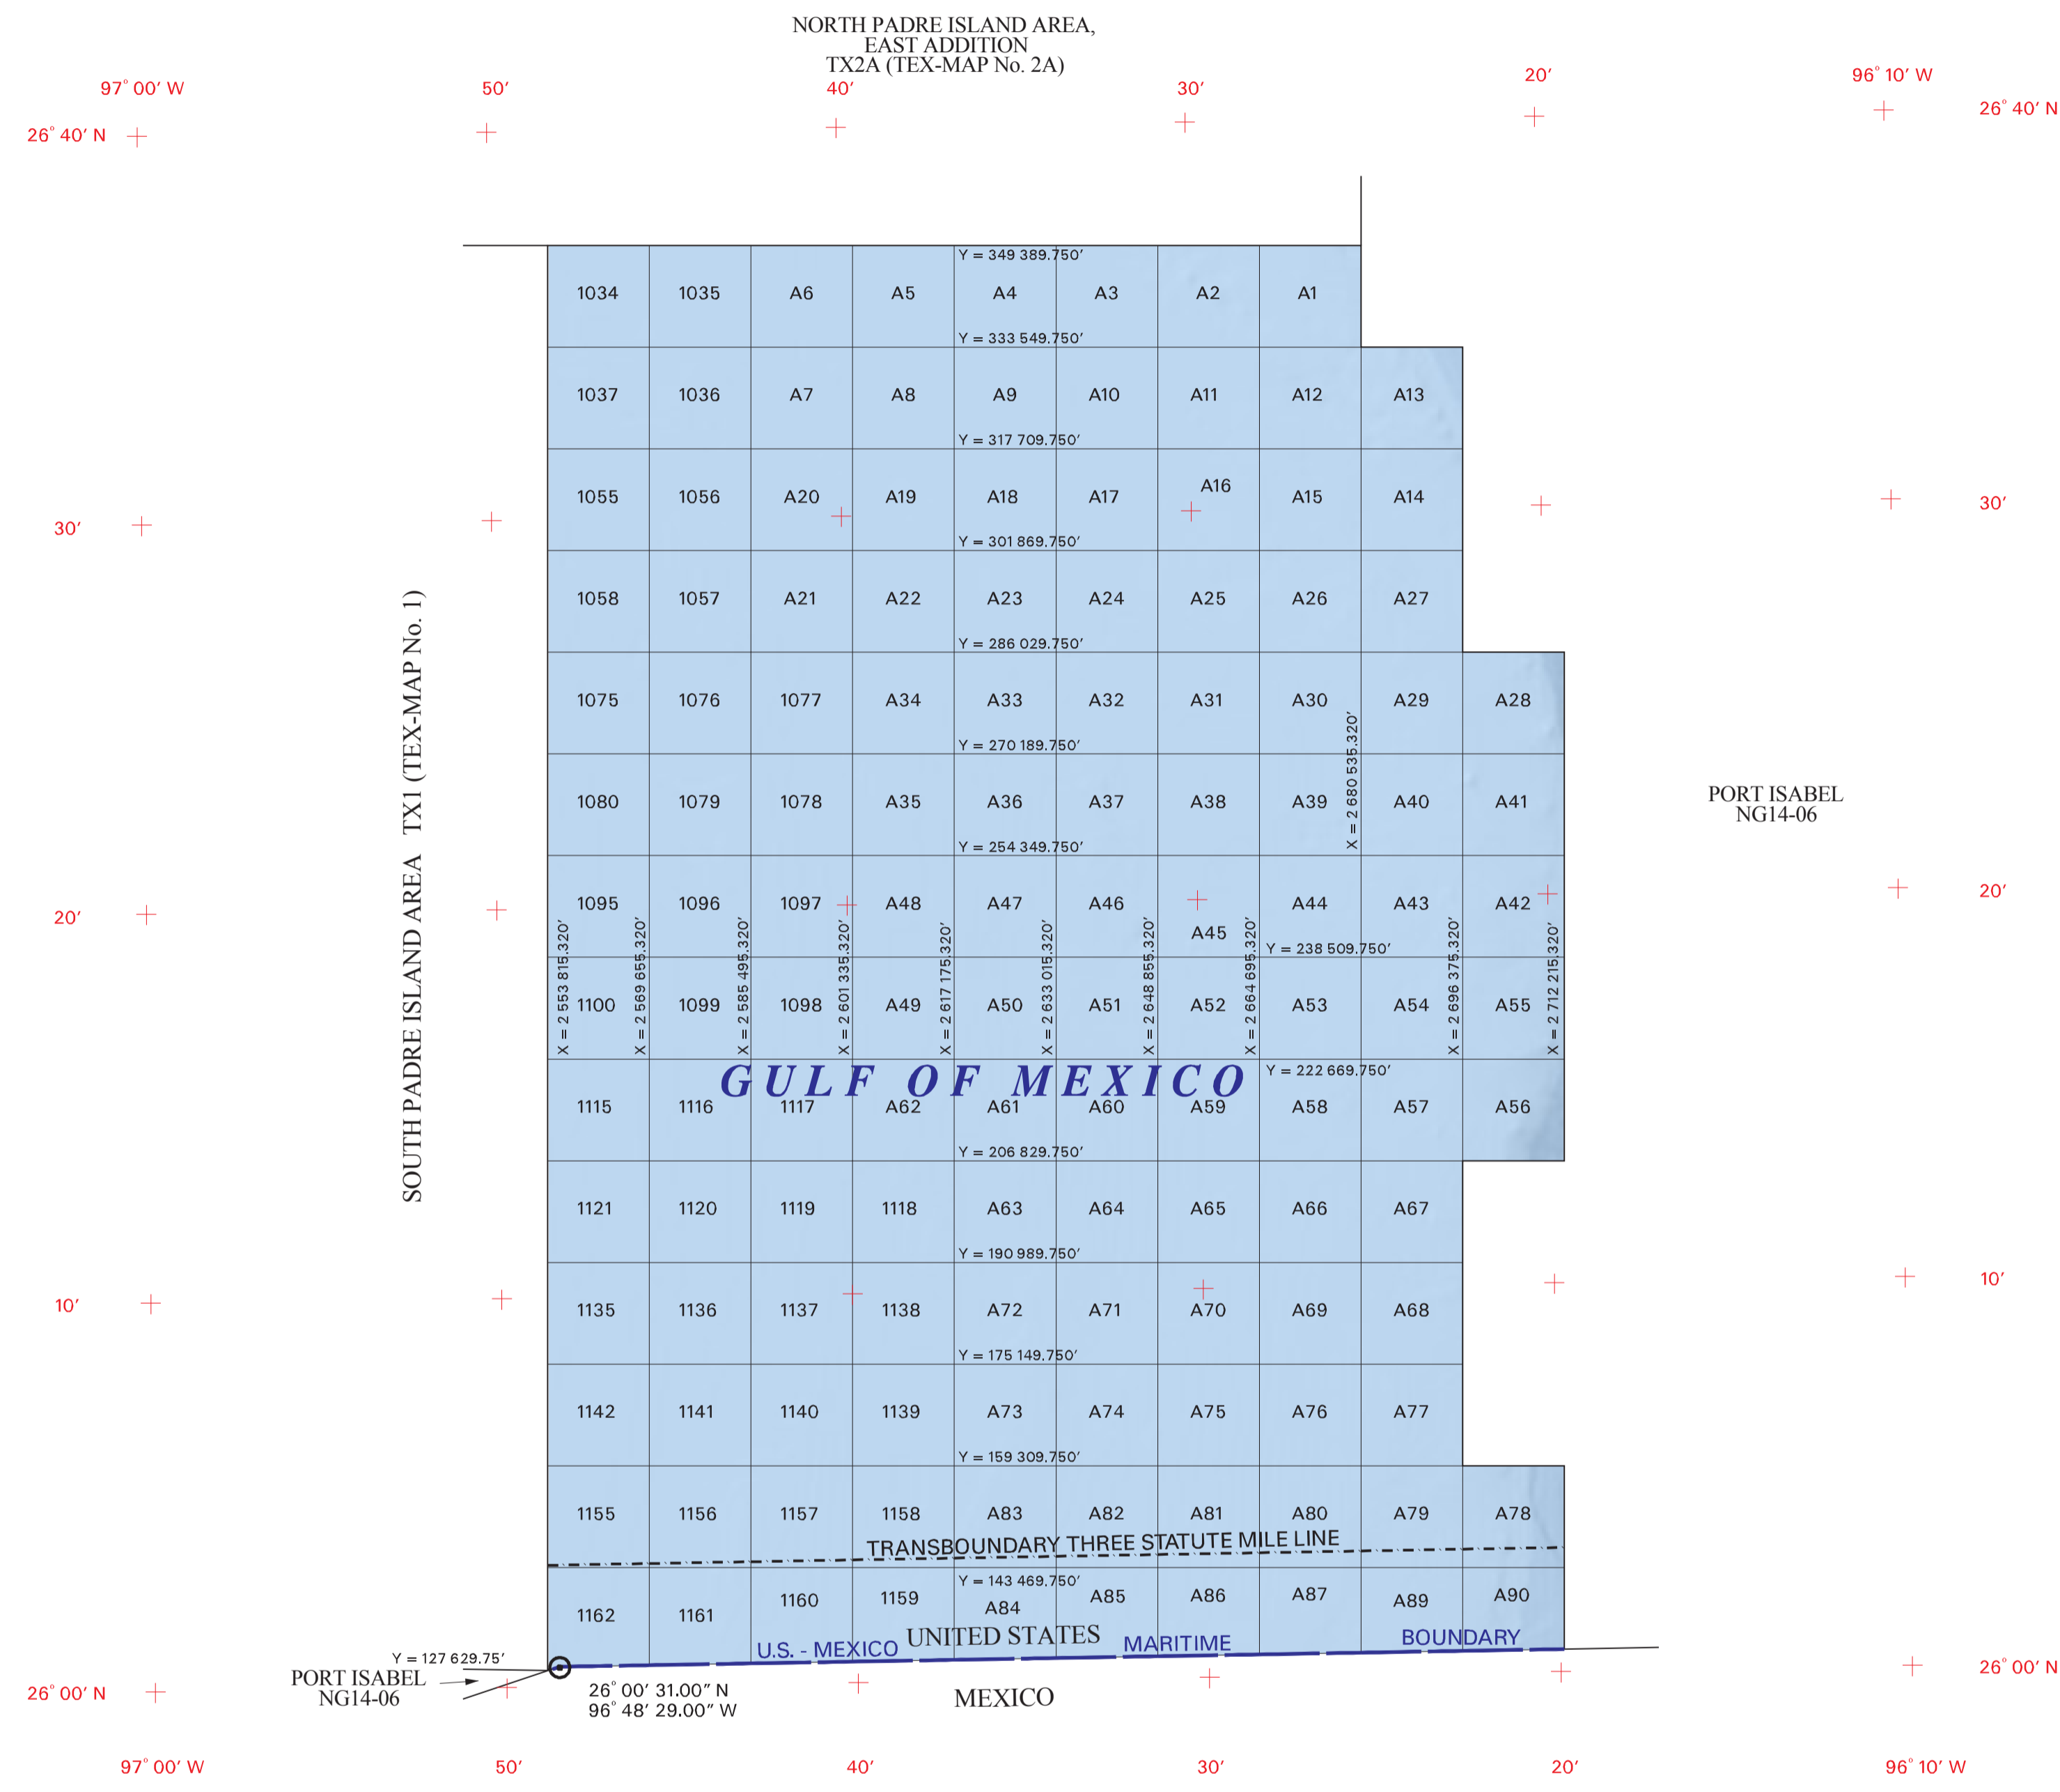 NORTH PADRE ISLAND AREA,
EAST ADDITION
TX2A (TEX-MAP No. 2A)
97° 00′ W 50′ 40′ 30′ 20′ 96° 10′ W
26° 40′ N 26° 40′ N
Y = 349 389.750′
1034 1035 A6 A5 A4 A3 A2 A1
Y = 333 549.750′
1037 1036 A7 A8 A9 A10 A11 A12 A13
Y = 317 709.750′
1055 1056 A20 A19 A18 A17 A16 A15 A14
30′ 30′
Y = 301 869.750′
1058 1057 A21 A22 A23 A24 A25 A26 A27
Y = 286 029.750′
SOUTH PADRE ISLAND AREA TX1 (TEX-MAP No. 1)
1075 1076 1077 A34 A33 A32 A31 A30 A29 A28
Y = 270 189.750′
X = 2 680 535.320′
PORT ISABEL
NG14-06
1080 1079 1078 A35 A36 A37 A38 A39 A40 A41
Y = 254 349.750′
20′ 20′
1095 1096 1097 A48 A47 A46 A45 A44 A43 A42
Y = 238 509.750′
X = 2 553 815.320′
X = 2 569 655.320′
X = 2 585 495.320′
X = 2 601 335.320′
X = 2 617 175.320′
X = 2 633 015.320′
X = 2 648 855.320′
X = 2 664 695.320′
X = 2 696 375.320′
X = 2 712 215.320′
1100 1099 1098 A49 A50 A51 A52 A53 A54 A55
GULF OF MEXICO
Y = 222 669.750′
1115 1116 1117 A62 A61 A60 A59 A58 A57 A56
Y = 206 829.750′
1121 1120 1119 1118 A63 A64 A65 A66 A67
Y = 190 989.750′
10′ 10′
1135 1136 1137 1138 A72 A71 A70 A69 A68
Y = 175 149.750′
1142 1141 1140 1139 A73 A74 A75 A76 A77
Y = 159 309.750′
1155 1156 1157 1158 A83 A82 A81 A80 A79 A78
TRANSBOUNDARY THREE STATUTE MILE LINE
Y = 143 469.750′
1162 1161 1160 1159 A84 A85 A86 A87 A89 A90
UNITED STATES
U.S. - MEXICO MARITIME BOUNDARY
Y = 127 629.75′
PORT ISABEL
NG14-06
26° 00′ N 26° 00′ N
26° 00′ 31.00″ N
96° 48′ 29.00″ W
MEXICO
97° 00′ W 50′ 40′ 30′ 20′ 96° 10′ W